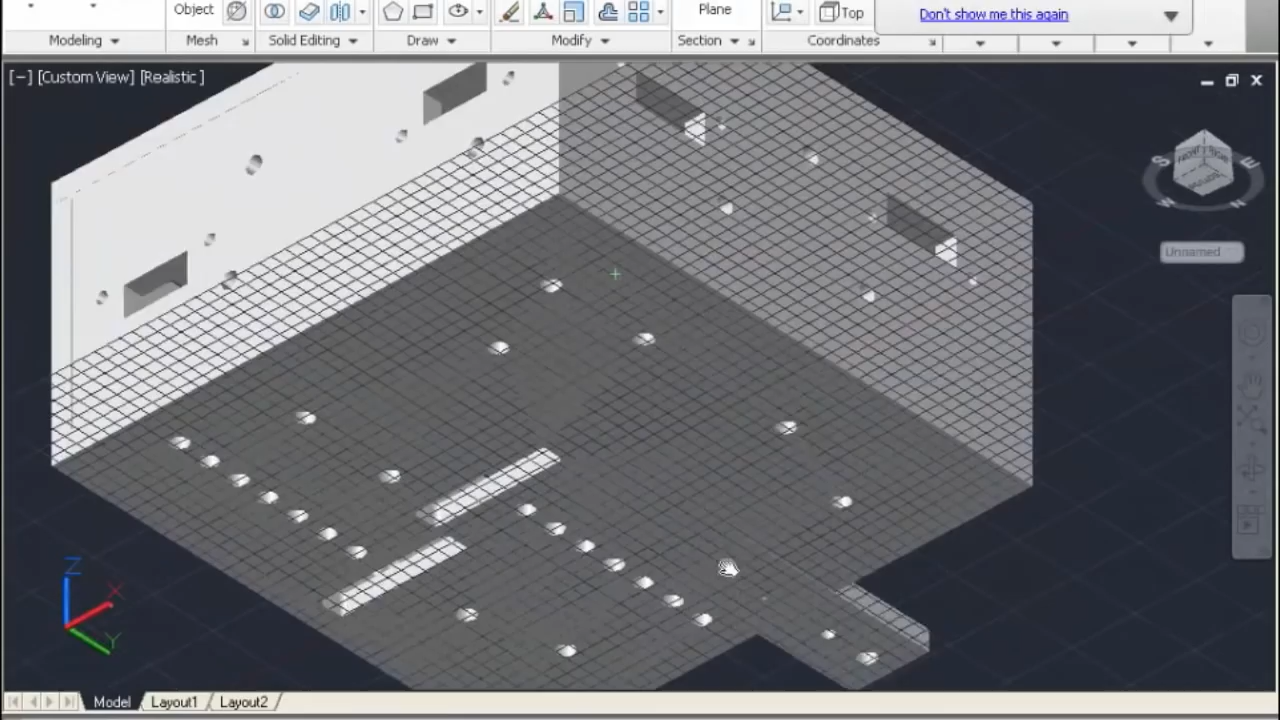 Object
Plane
Top
Don't show me this again
Modeling
Mesh
Solid Editing
Draw
Modify
Section
Coordinates
[−] [Custom View] [Realistic ]
S
E
FRONT
Unnamed
Z
X
Y
Model
Layout1
Layout2